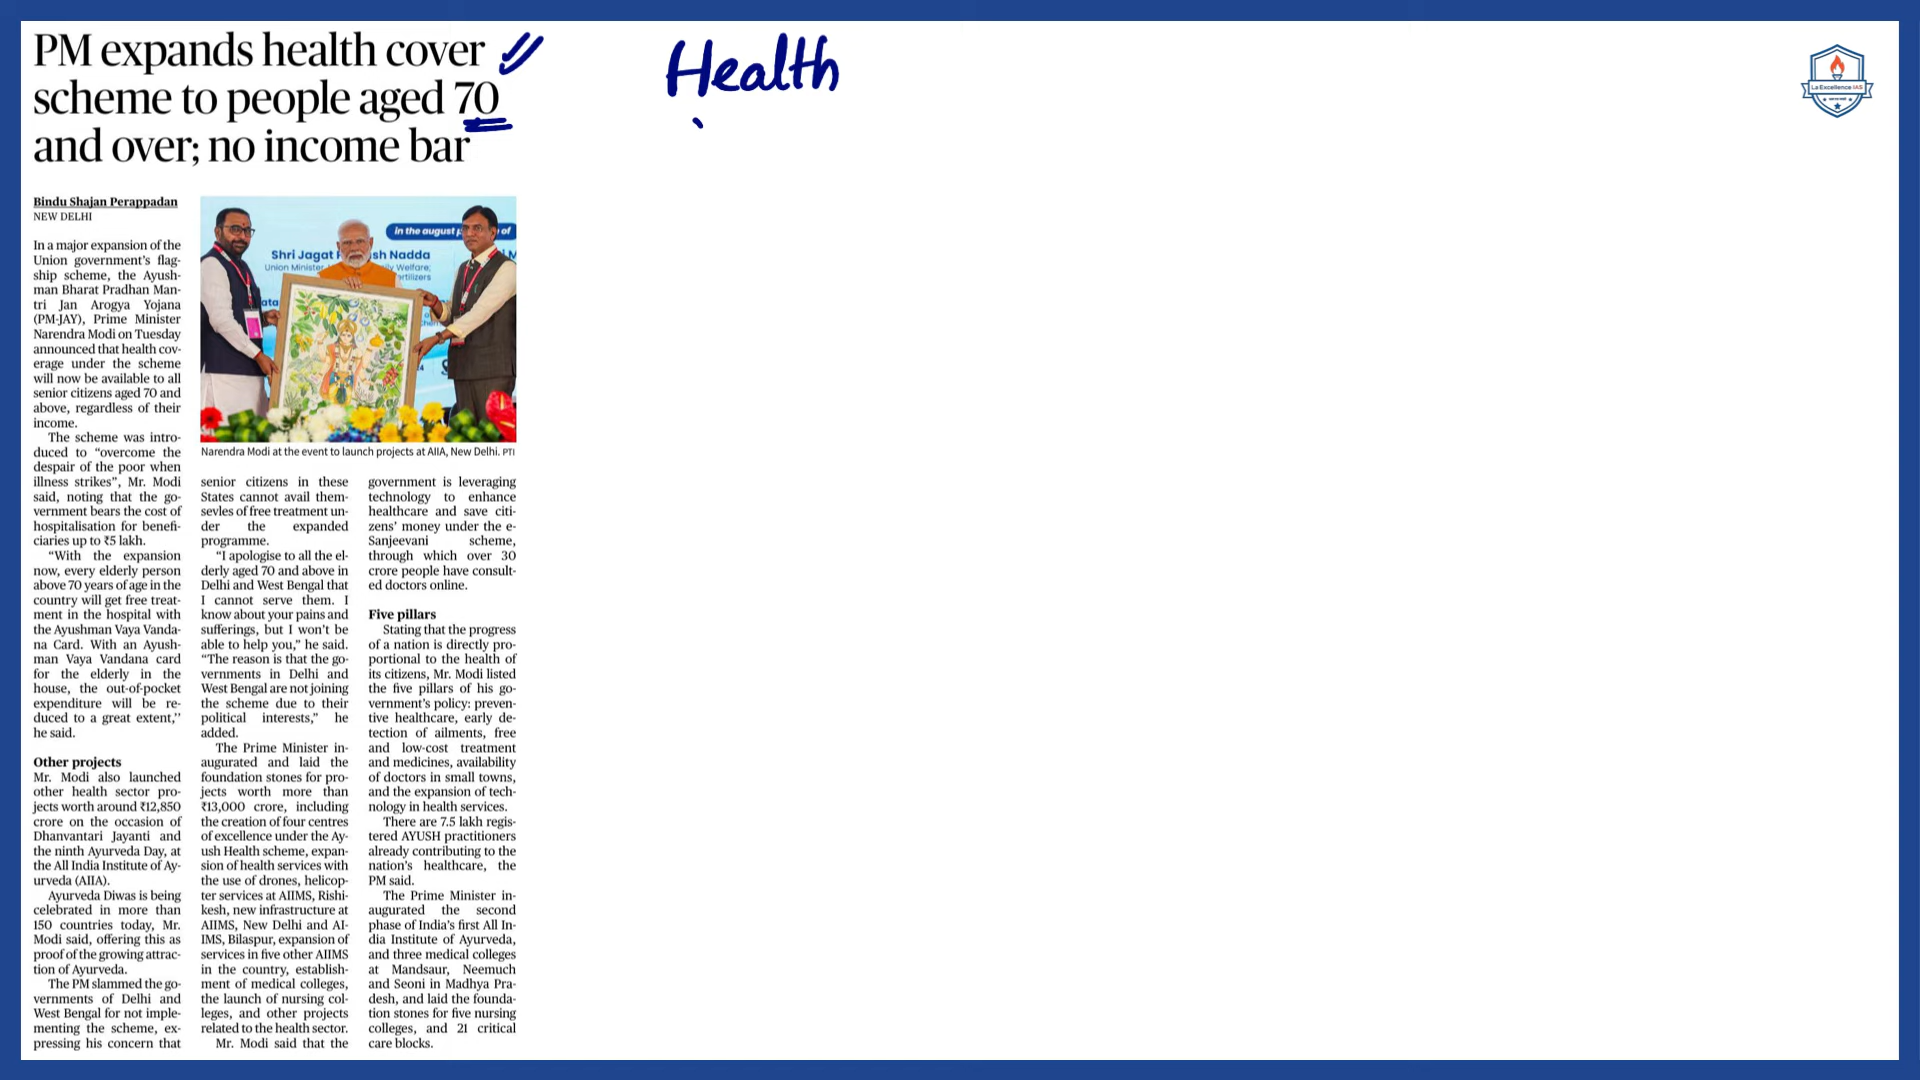 PM expands health cover
scheme to people aged 70
and over; no income bar
Health
La Excellence IAS
Bindu Shajan Perappadan
NEW DELHI
In a major expansion of the
Union government's flag-
ship scheme, the Ayush-
man Bharat Pradhan Man-
tri Jan Arogya Yojana
(PM-JAY), Prime Minister
Narendra Modi on Tuesday
announced that health cov-
erage under the scheme
will now be available to all
senior citizens aged 70 and
above, regardless of their
income.
The scheme was intro-
duced to “overcome the
despair of the poor when
illness strikes”, Mr. Modi
said, noting that the go-
vernment bears the cost of
hospitalisation for benefi-
ciaries up to ₹5 lakh.
“With the expansion
now, every elderly person
above 70 years of age in the
country will get free treat-
ment in the hospital with
the Ayushman Vaya Vanda-
na Card. With an Ayush-
man Vaya Vandana card
for the elderly in the
house, the out-of-pocket
expenditure will be re-
duced to a great extent,’’
he said.
Other projects
Mr. Modi also launched
other health sector pro-
jects worth around ₹12,850
crore on the occasion of
Dhanvantari Jayanti and
the ninth Ayurveda Day, at
the All India Institute of Ay-
urveda (AIIA).
Ayurveda Diwas is being
celebrated in more than
150 countries today, Mr.
Modi said, offering this as
proof of the growing attrac-
tion of Ayurveda.
The PM slammed the go-
vernments of Delhi and
West Bengal for not imple-
menting the scheme, ex-
pressing his concern that
in the august of
Shri Jagat sh Nadda
Union Minister ly Welfare;
ertilizers
Narendra Modi at the event to launch projects at AIIA, New Delhi. PTI
senior citizens in these
States cannot avail them-
sevles of free treatment un-
der the expanded
programme.
“I apologise to all the el-
derly aged 70 and above in
Delhi and West Bengal that
I cannot serve them. I
know about your pains and
sufferings, but I won't be
able to help you,” he said.
“The reason is that the go-
vernments in Delhi and
West Bengal are not joining
the scheme due to their
political interests,” he
added.
The Prime Minister in-
augurated and laid the
foundation stones for pro-
jects worth more than
₹13,000 crore, including
the creation of four centres
of excellence under the Ay-
ush Health scheme, expan-
sion of health services with
the use of drones, helicop-
ter services at AIIMS, Rishi-
kesh, new infrastructure at
AIIMS, New Delhi and AI-
IMS, Bilaspur, expansion of
services in five other AIIMS
in the country, establish-
ment of medical colleges,
the launch of nursing col-
leges, and other projects
related to the health sector.
Mr. Modi said that the
government is leveraging
technology to enhance
healthcare and save citi-
zens’ money under the e-
Sanjeevani scheme,
through which over 30
crore people have consult-
ed doctors online.
Five pillars
Stating that the progress
of a nation is directly pro-
portional to the health of
its citizens, Mr. Modi listed
the five pillars of his go-
vernment's policy: preven-
tive healthcare, early de-
tection of ailments, free
and low-cost treatment
and medicines, availability
of doctors in small towns,
and the expansion of tech-
nology in health services.
There are 7.5 lakh regis-
tered AYUSH practitioners
already contributing to the
nation's healthcare, the
PM said.
The Prime Minister in-
augurated the second
phase of India's first All In-
dia Institute of Ayurveda,
and three medical colleges
at Mandsaur, Neemuch
and Seoni in Madhya Pra-
desh, and laid the founda-
tion stones for five nursing
colleges, and 21 critical
care blocks.